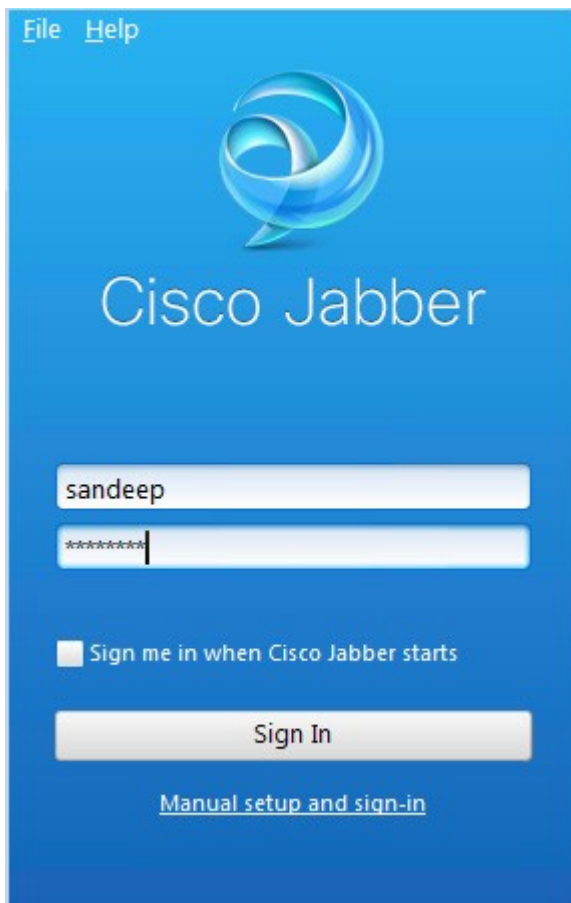 File Help
Cisco Jabber
sandeep
********
Sign me in when Cisco Jabber starts
Sign In
Manual setup and sign-in